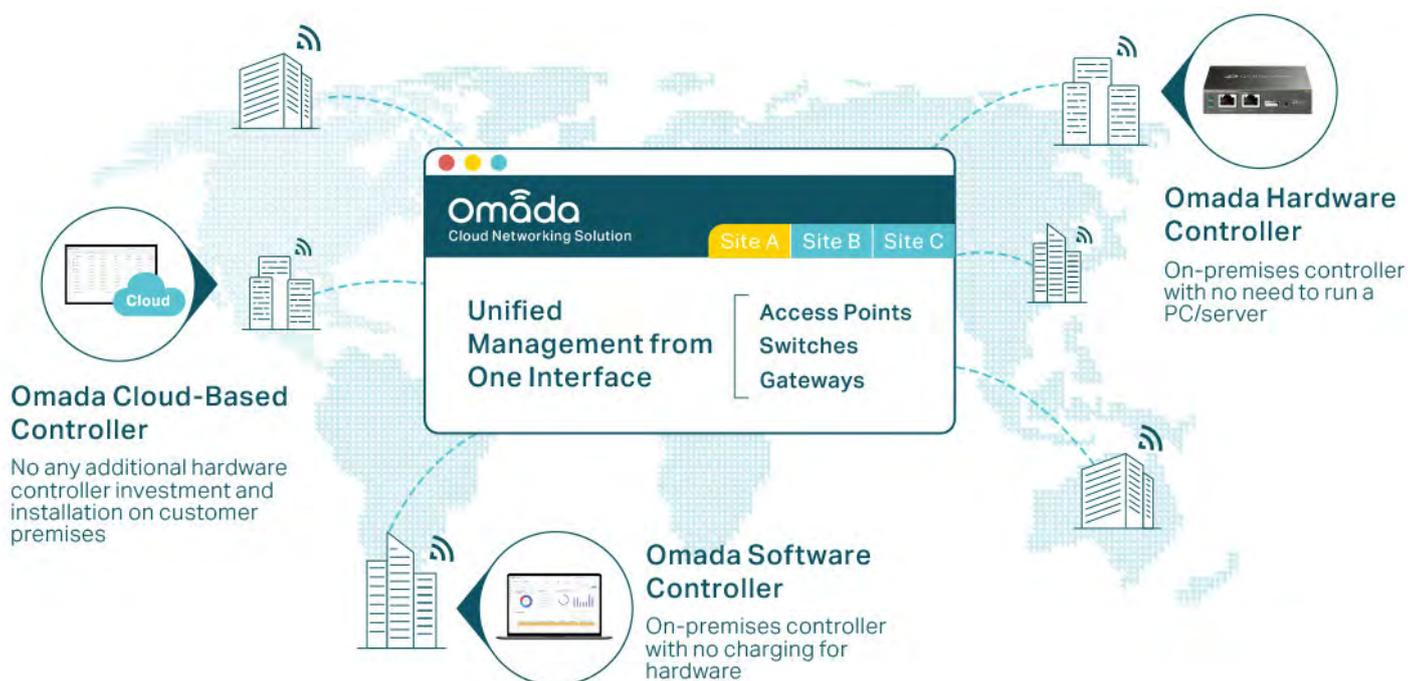 Omada
Cloud Networking Solution
Site A
Site B
Site C
Unified
Management from
One Interface
Access Points
Switches
Gateways
Omada Hardware
Controller
On-premises controller
with no need to run a
PC/server
Cloud
Omada Cloud-Based
Controller
No any additional hardware
controller investment and
installation on customer
premises
Omada Software
Controller
On-premises controller
with no charging for
hardware